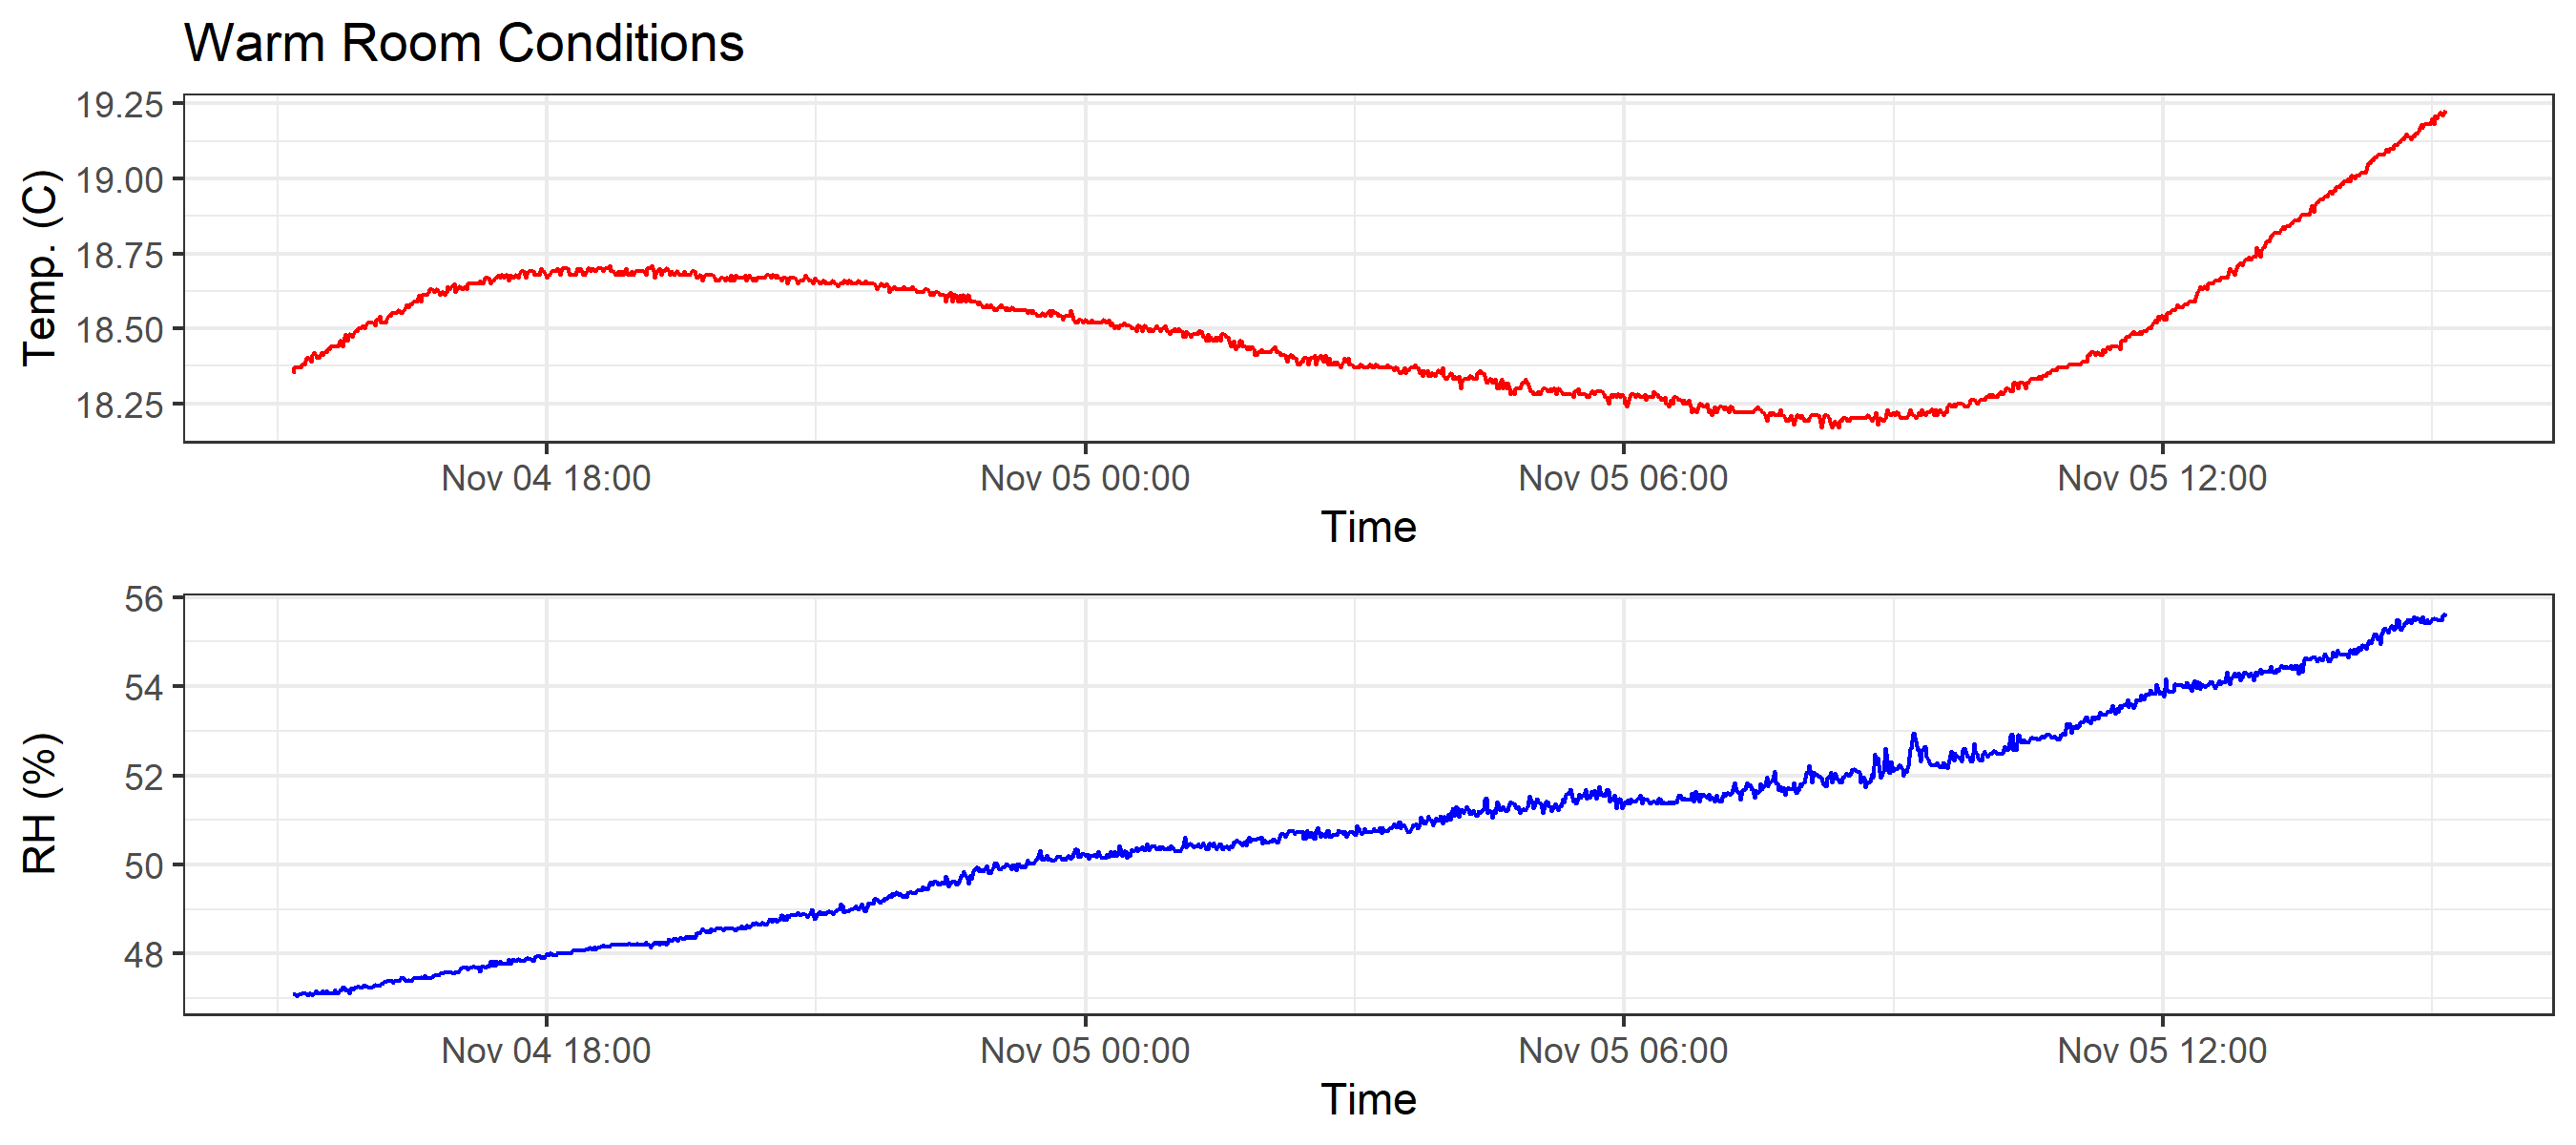 Warm Room Conditions
Temp. (C)
19.25
19.00
18.75
18.50
18.25
Nov 04 18:00 Nov 05 00:00 Nov 05 06:00 Nov 05 12:00
Time
RH (%)
56
54
52
50
48
Nov 04 18:00 Nov 05 00:00 Nov 05 06:00 Nov 05 12:00
Time